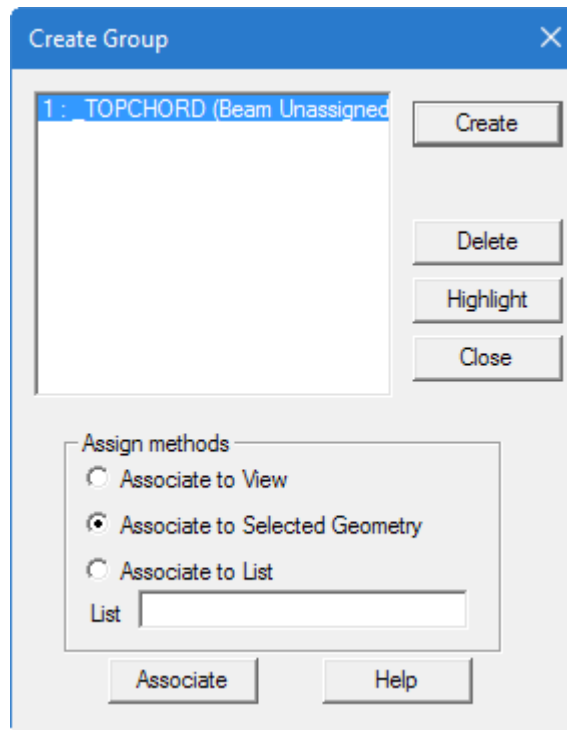 Create Group
1 : _TOPCHORD (Beam Unassigned
Create
Delete
Highlight
Close
Assign methods
Associate to View
Associate to Selected Geometry
Associate to List
List
Associate Help